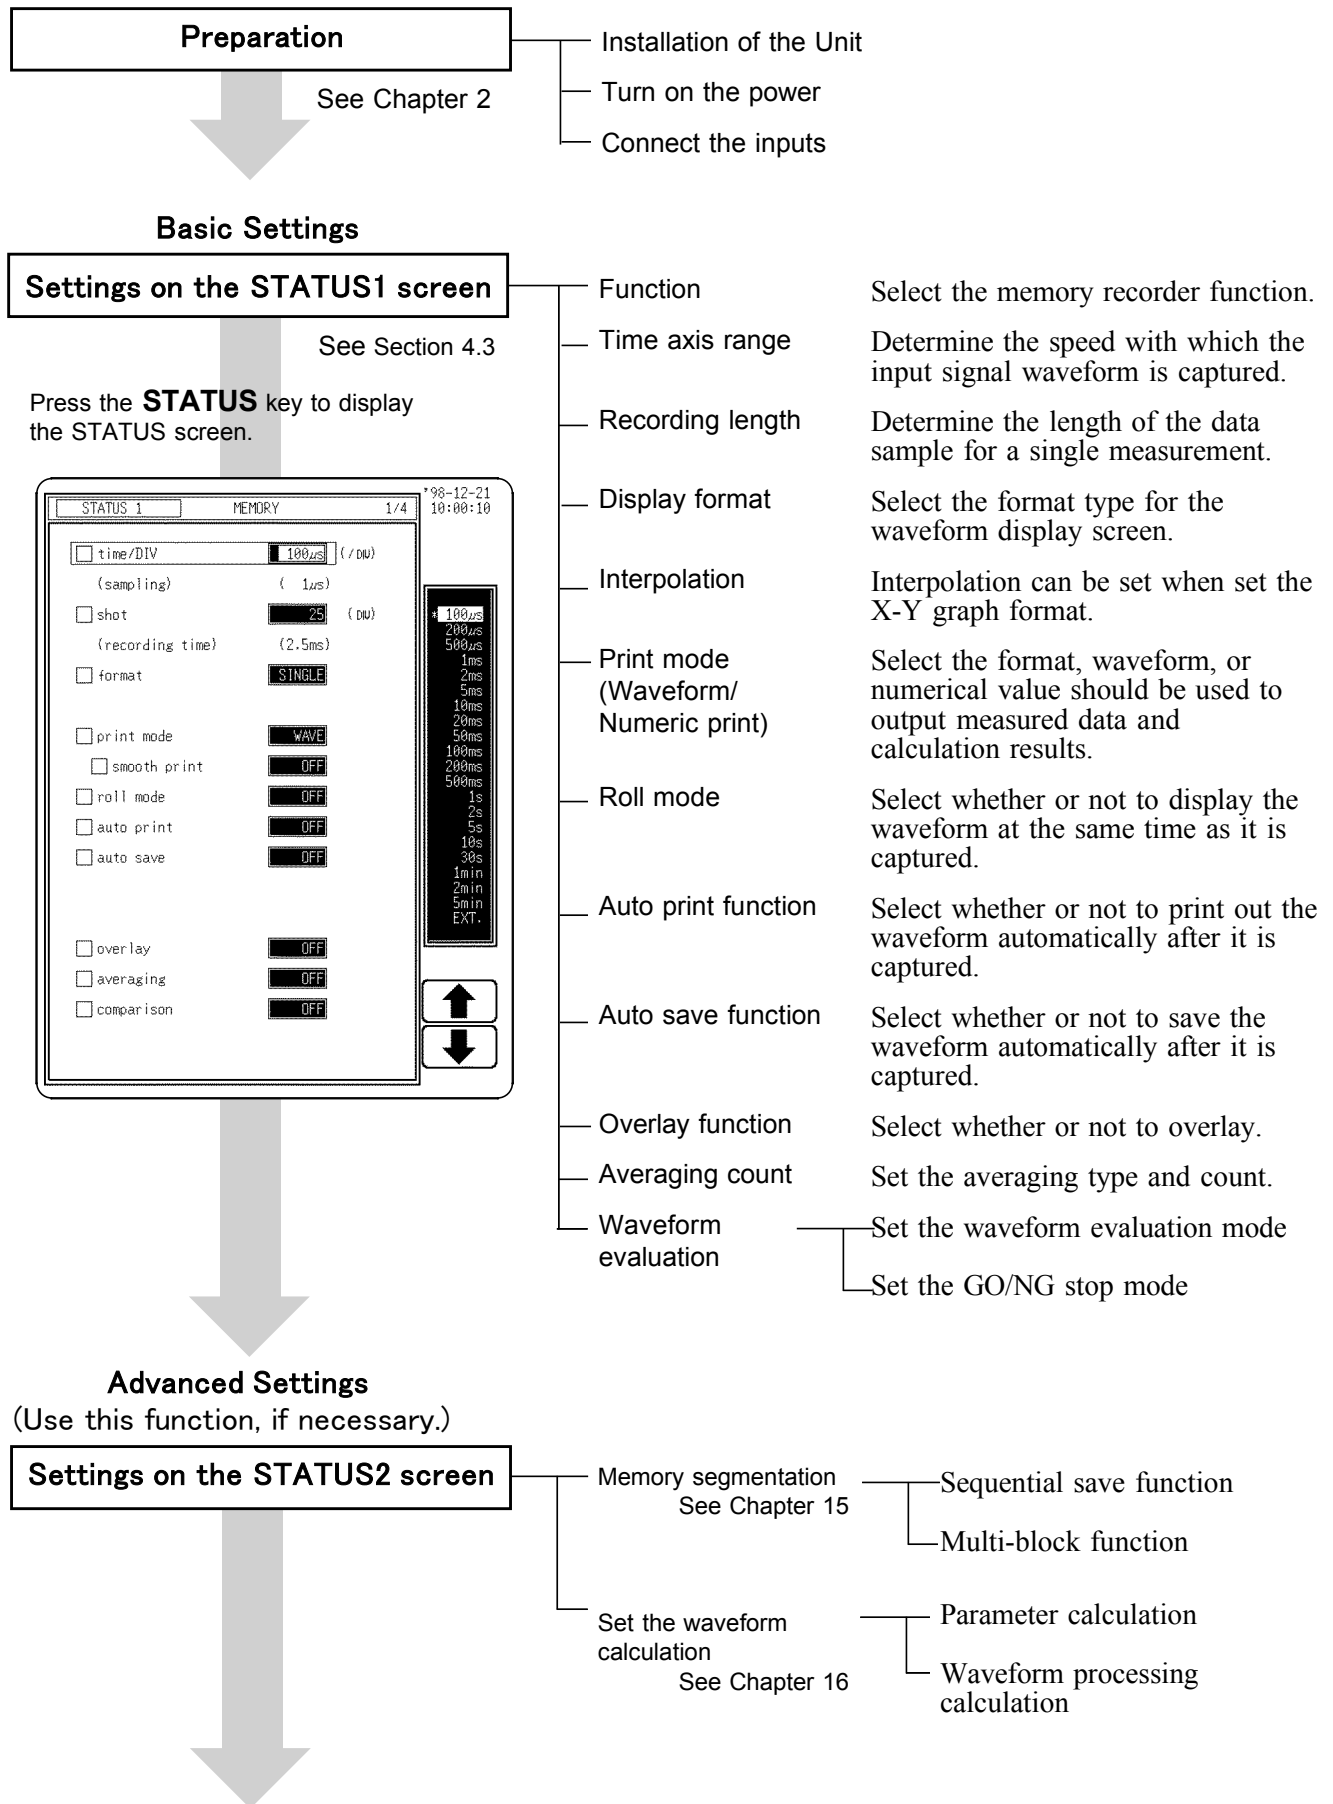 Preparation
See Chapter 2
Installation of the Unit
Turn on the power
Connect the inputs
Basic Settings
Settings on the STATUS1 screen
See Section 4.3
Press the STATUS key to display
the STATUS screen.
'98-12-21
10:00:10
STATUS 1 MEMORY 1/4
time/DIV 100µs (/DIV)
(sampling) ( 1µs)
shot 25 (DIV)
(recording time) (2.5ms)
format SINGLE
print mode WAVE
smooth print OFF
roll mode OFF
auto print OFF
auto save OFF
overlay OFF
averaging OFF
comparison OFF
* 100µs
200µs
500µs
1ms
2ms
5ms
10ms
20ms
50ms
100ms
200ms
500ms
1s
2s
5s
10s
30s
1min
2min
5min
EXT.
Function Select the memory recorder function.
Time axis range Determine the speed with which the
input signal waveform is captured.
Recording length Determine the length of the data
sample for a single measurement.
Display format Select the format type for the
waveform display screen.
Interpolation Interpolation can be set when set the
X-Y graph format.
Print mode Select the format, waveform, or
(Waveform/ numerical value should be used to
Numeric print) output measured data and
calculation results.
Roll mode Select whether or not to display the
waveform at the same time as it is
captured.
Auto print function Select whether or not to print out the
waveform automatically after it is
captured.
Auto save function Select whether or not to save the
waveform automatically after it is
captured.
Overlay function Select whether or not to overlay.
Averaging count Set the averaging type and count.
Waveform Set the waveform evaluation mode
evaluation
Set the GO/NG stop mode
Advanced Settings
(Use this function, if necessary.)
Settings on the STATUS2 screen
Memory segmentation Sequential save function
See Chapter 15
Multi-block function
Set the waveform Parameter calculation
calculation
See Chapter 16
Waveform processing
calculation